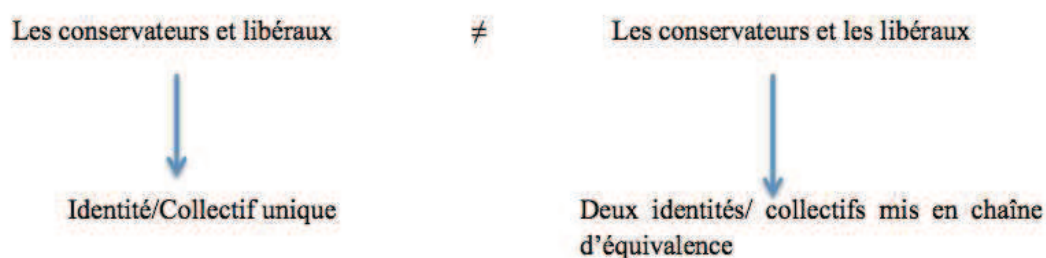 Les conservateurs et libéraux ≠ Les conservateurs et les libéraux
Identité/Collectif unique
Deux identités/ collectifs mis en chaîne
d'équivalence